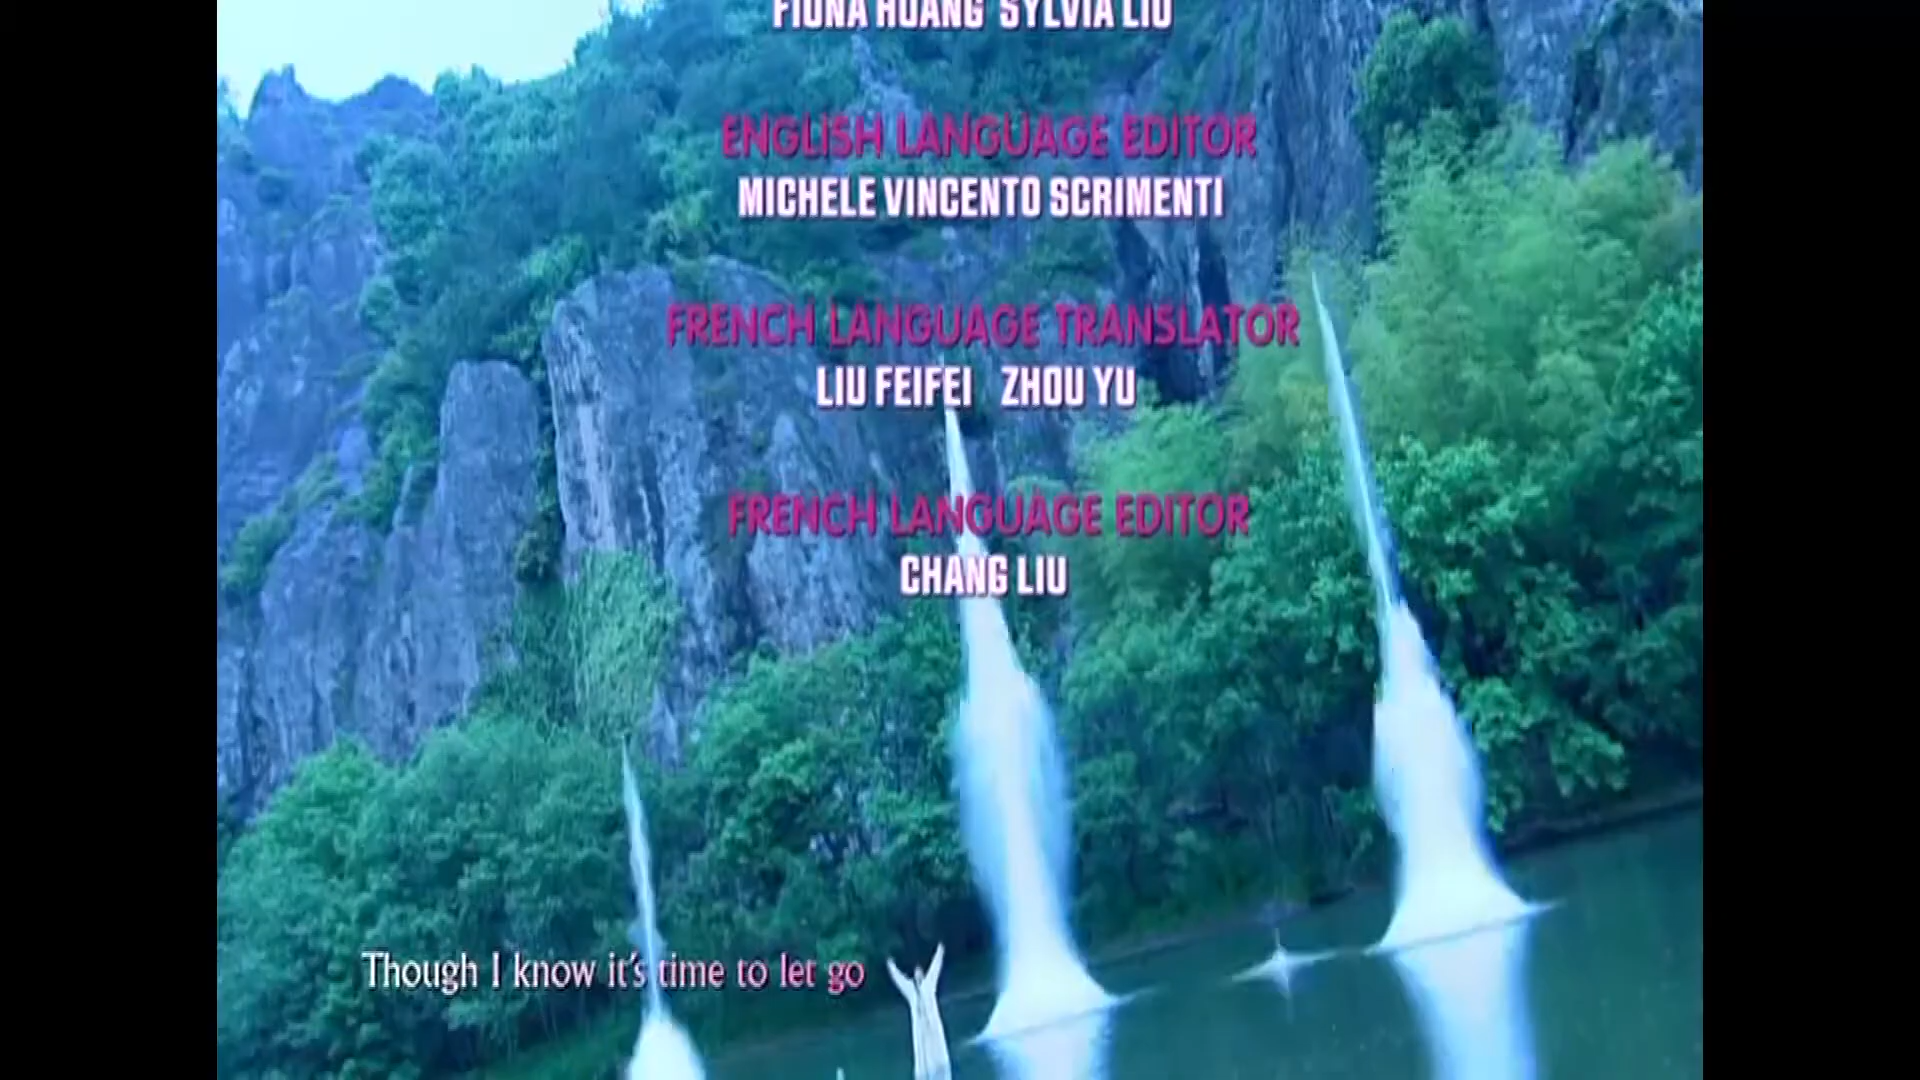 FIONA HUANG SYLVIA LIU
ENGLISH LANGUAGE EDITOR
MICHELE VINCENTO SCRIMENTI
FRENCH LANGUAGE TRANSLATOR
LIU FEIFEI ZHOU YU
FRENCH LANGUAGE EDITOR
CHANG LIU
Though I know it's time to let go